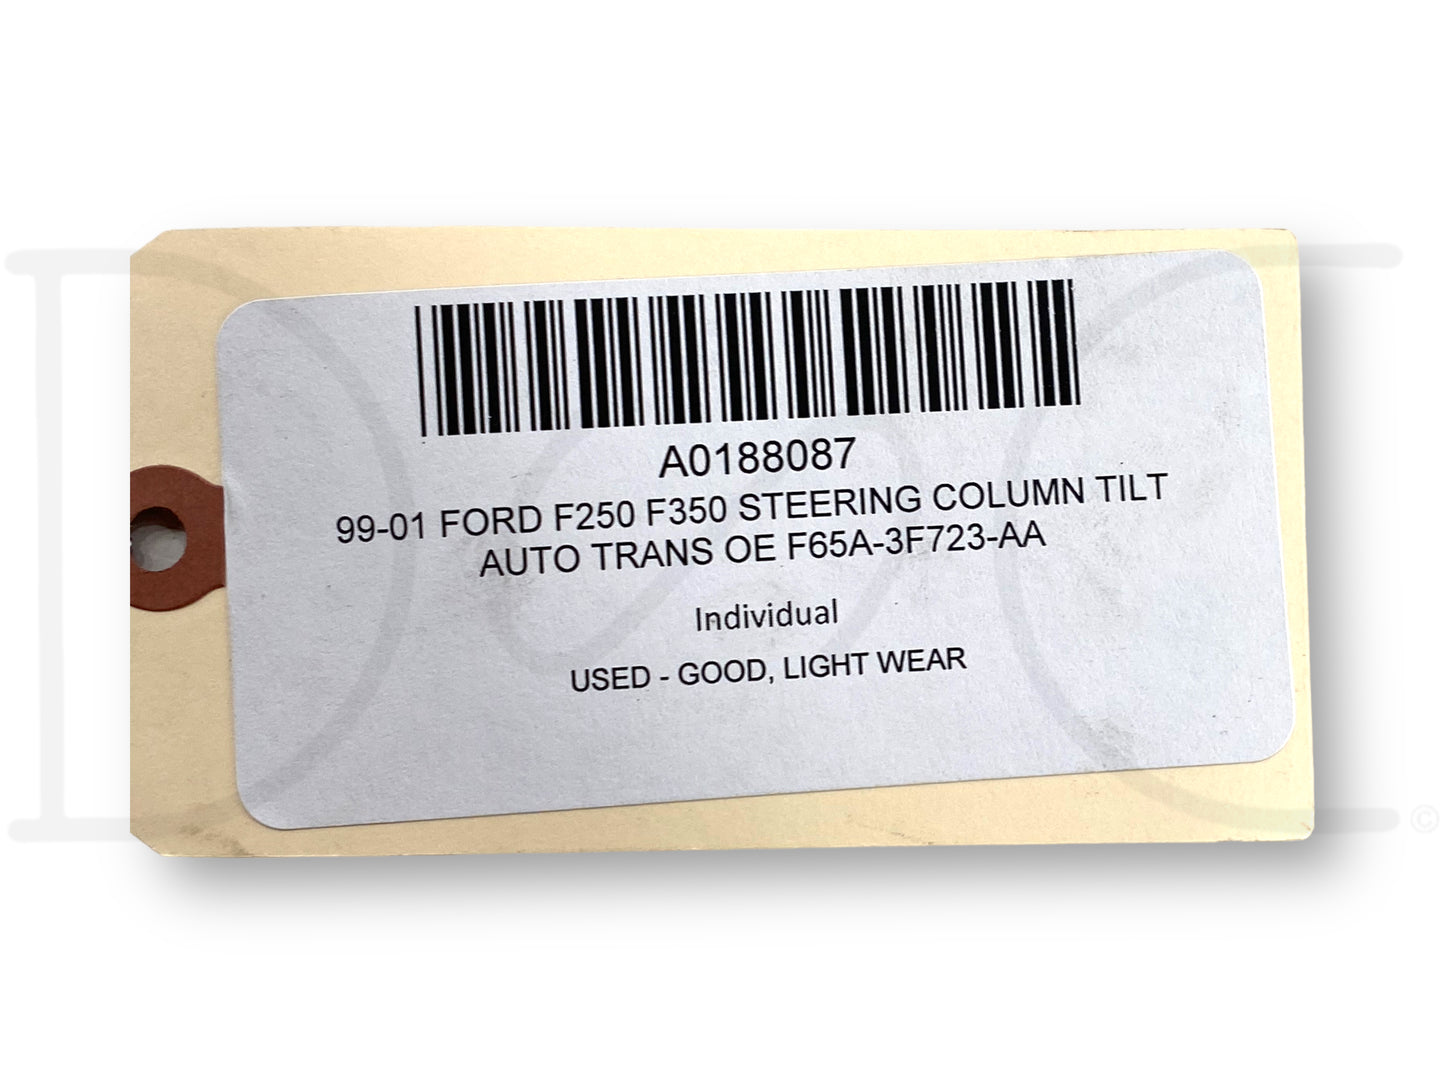 A0188087
99-01 FORD F250 F350 STEERING COLUMN TILT
AUTO TRANS OE F65A-3F723-AA
Individual
USED - GOOD, LIGHT WEAR
©